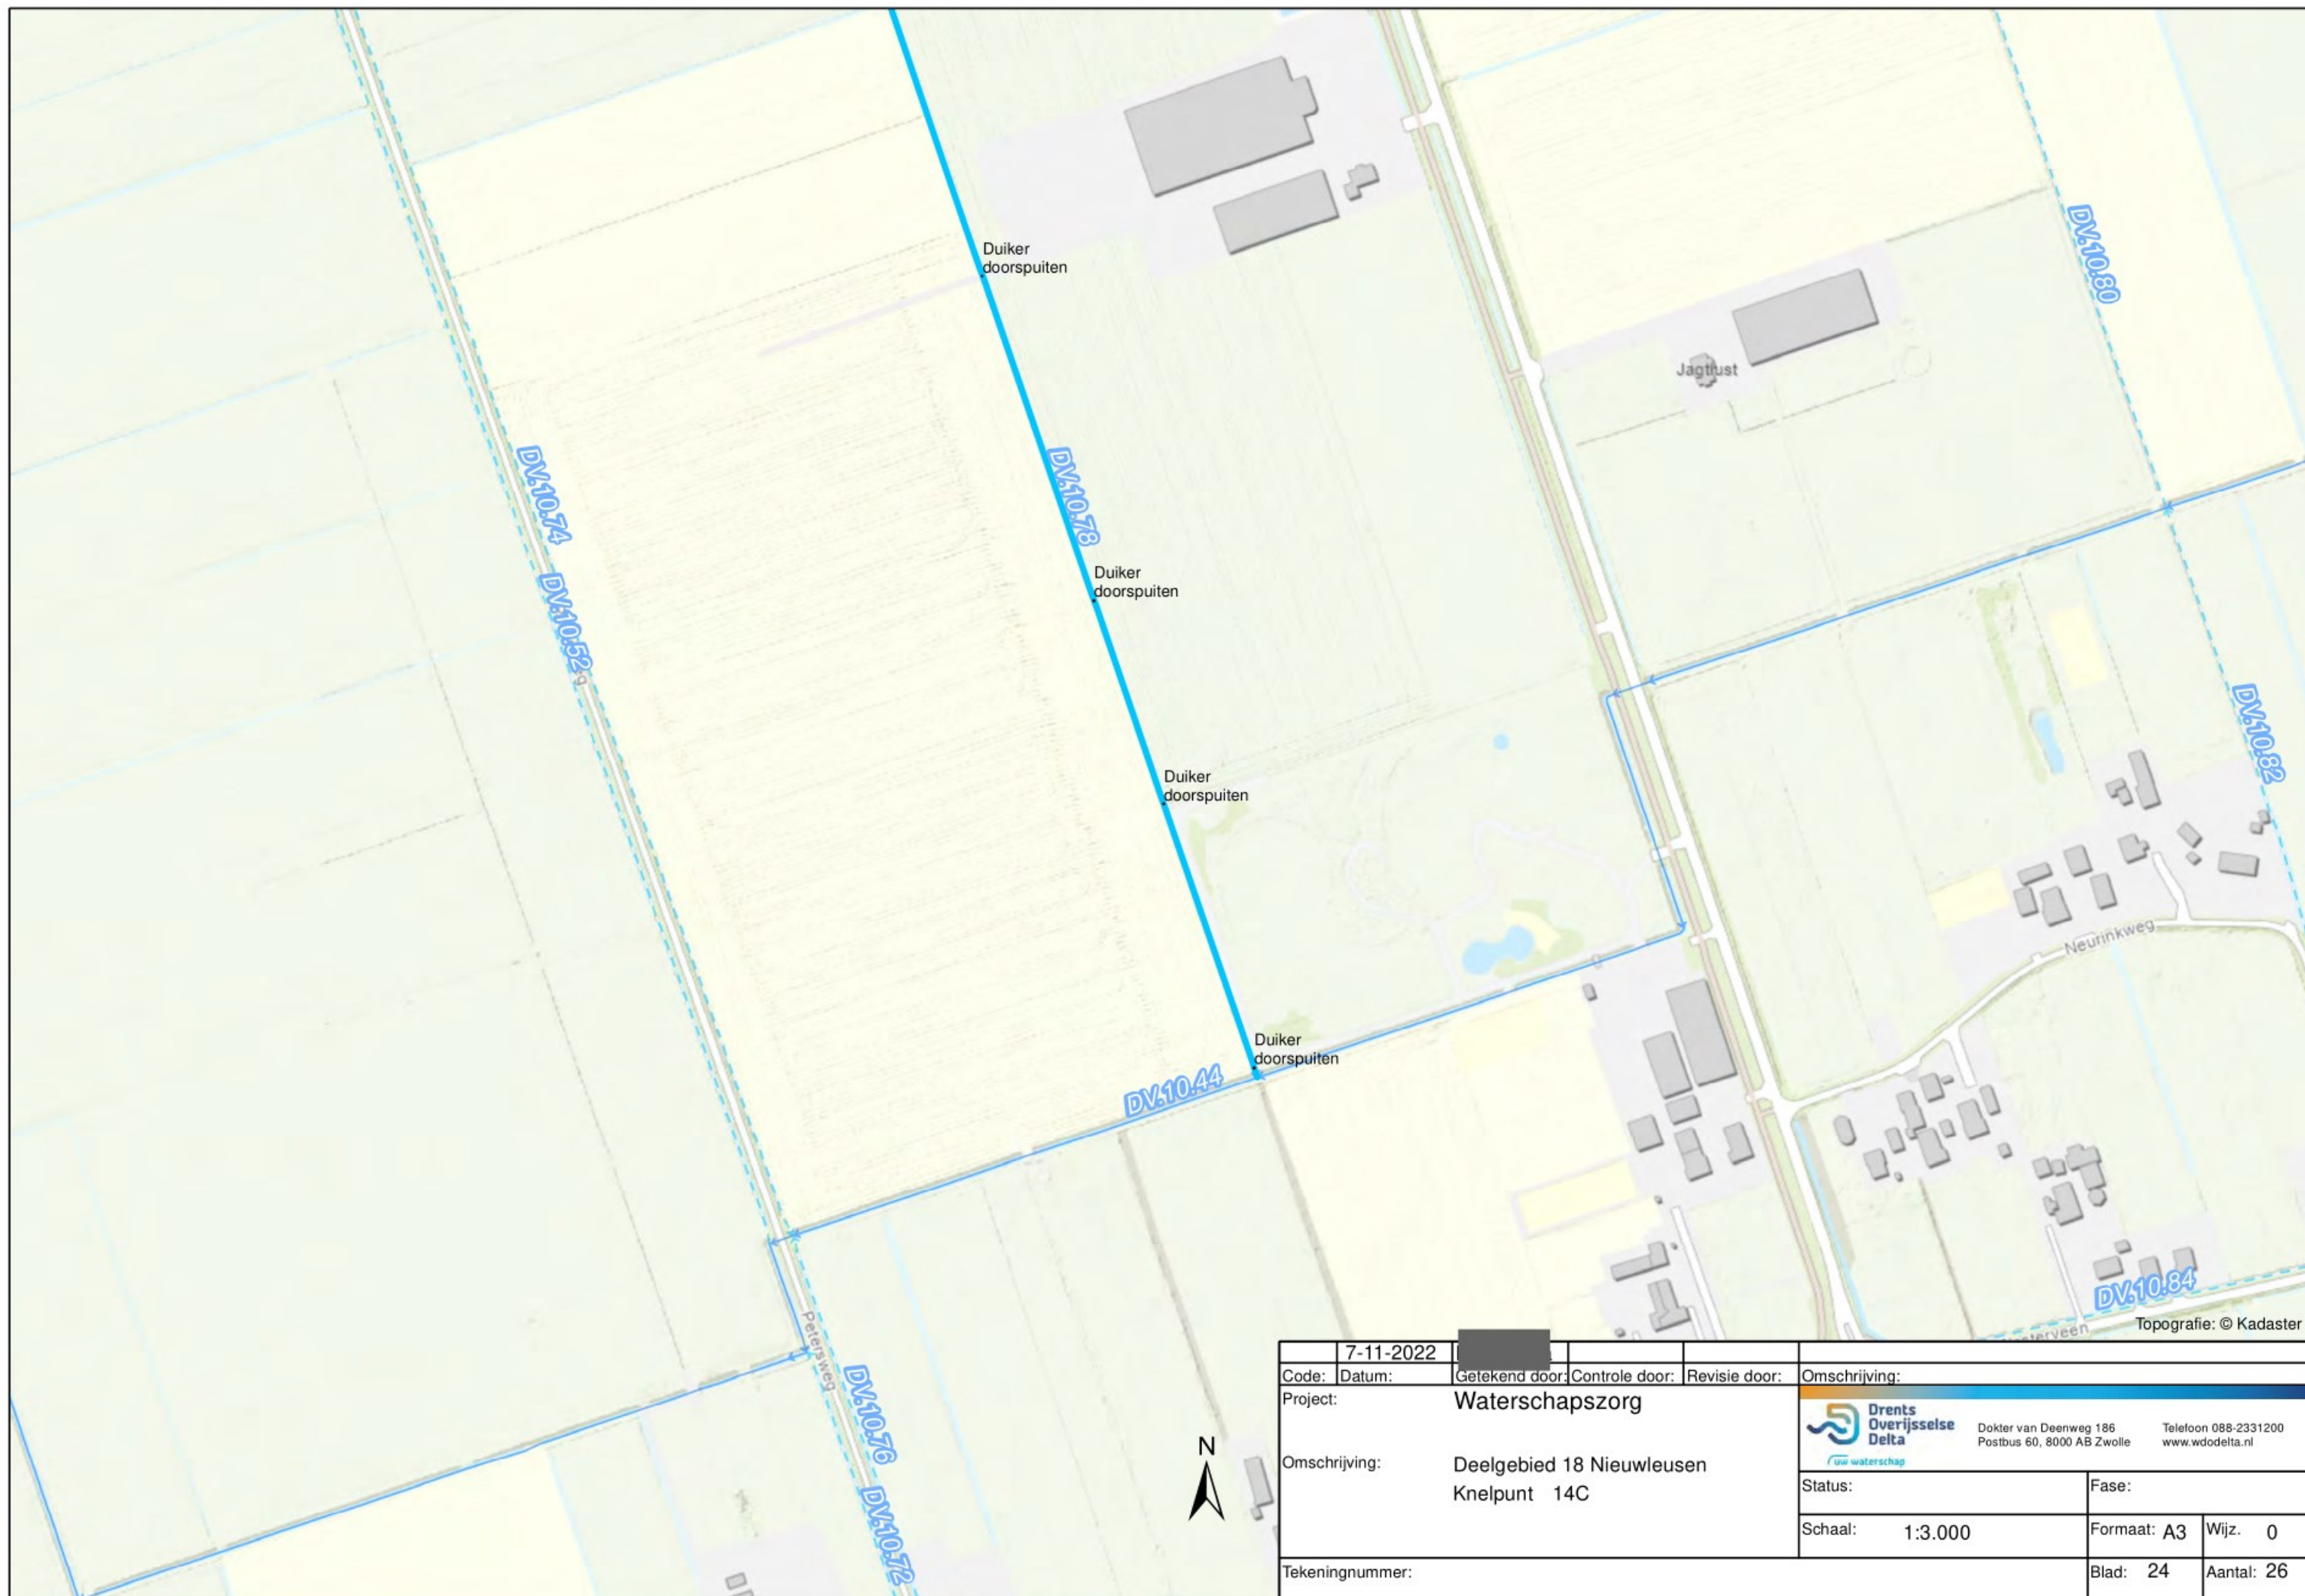 Duiker
doorspuiten
DV.10.80
Jagtlust
DV.10.74
DV.10.78
Duiker
doorspuiten
DV.10.52
DV.10.82
Duiker
doorspuiten
Neurinkweg
Duiker
doorspuiten
DV.10.44
DV.10.84
Petersweg
Topografie: © Kadaster
DV.10.76
DV.10.72
N
7-11-2022
Code: Datum: Getekend door: Controle door: Revisie door: Omschrijving:
Project: Waterschapszorg
Omschrijving: Deelgebied 18 Nieuwleusen
Knelpunt 14C
Drents
Overijsselse
Delta
uw waterschap
Dokter van Deenweg 186
Postbus 60, 8000 AB Zwolle
Telefoon 088-2331200
www.wdodelta.nl
Status: Fase:
Schaal: 1:3.000 Formaat: A3 Wijz. 0
Tekeningnummer: Blad: 24 Aantal: 26